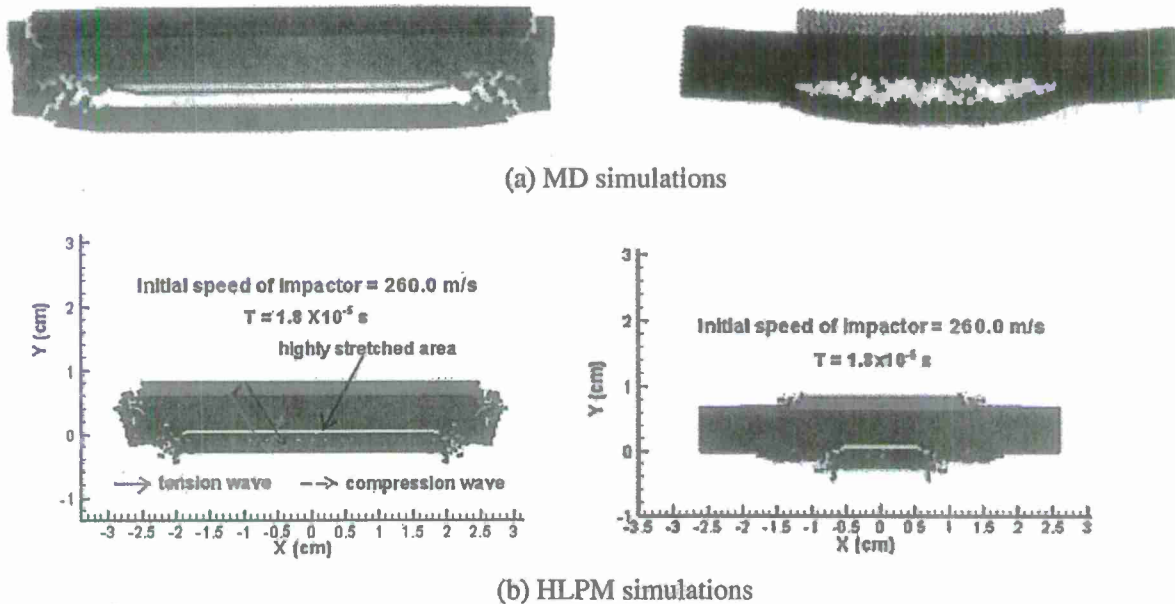 (a) MD simulations
3
2
1
0
-1
Y (cm)
Initial speed of impactor = 260.0 m/s
T = 1.8 X10⁻⁵ s
highly stretched area
tension wave
compression wave
-3 -2.5 -2 -1.5 -1 -0.5 0 0.5 1 1.5 2 2.5 3
X (cm)
3
2
1
0
-1
Y (cm)
Initial speed of impactor = 260.0 m/s
T = 1.8x10⁻⁵ s
-3.5 -3 -2.5 -2 -1.5 -1 -0.5 0 0.5 1 1.5 2 2.5 3
X (cm)
(b) HLPM simulations